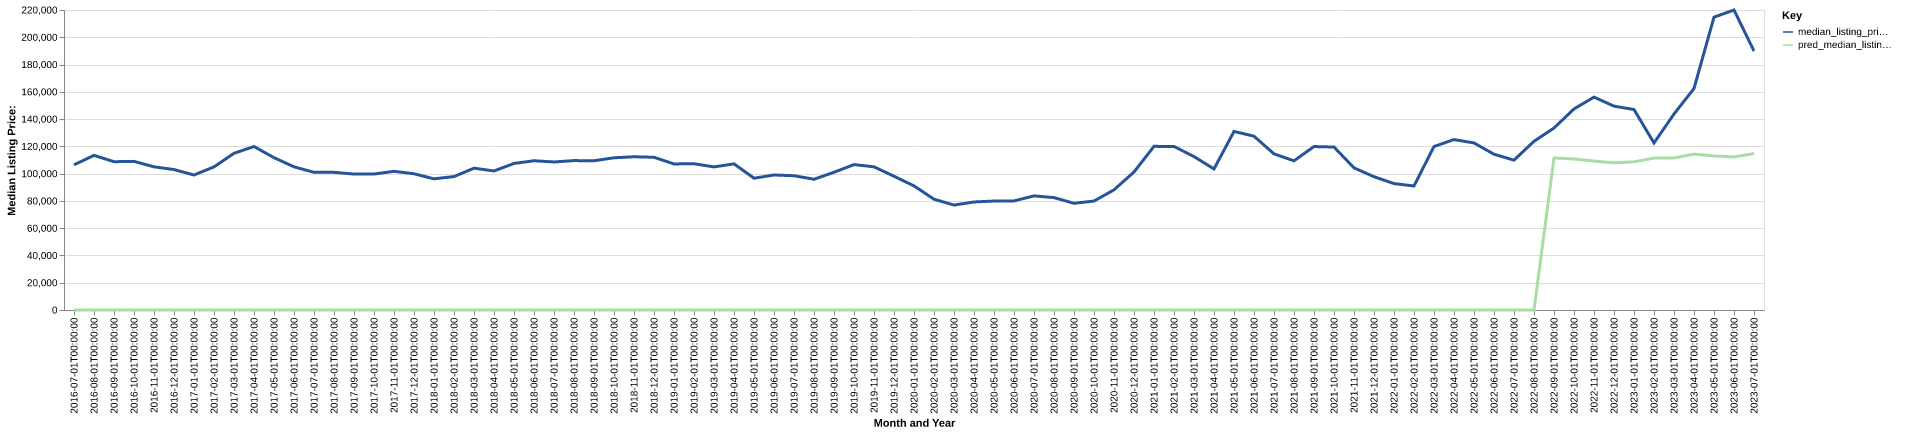 220,000
200,000
180,000
160,000
140,000
120,000
100,000
80,000
60,000
40,000
20,000
0
Median Listing Price:
2016-07-01T00:00:00
2016-08-01T00:00:00
2016-09-01T00:00:00
2016-10-01T00:00:00
2016-11-01T00:00:00
2016-12-01T00:00:00
2017-01-01T00:00:00
2017-02-01T00:00:00
2017-03-01T00:00:00
2017-04-01T00:00:00
2017-05-01T00:00:00
2017-06-01T00:00:00
2017-07-01T00:00:00
2017-08-01T00:00:00
2017-09-01T00:00:00
2017-10-01T00:00:00
2017-11-01T00:00:00
2017-12-01T00:00:00
2018-01-01T00:00:00
2018-02-01T00:00:00
2018-03-01T00:00:00
2018-04-01T00:00:00
2018-05-01T00:00:00
2018-06-01T00:00:00
2018-07-01T00:00:00
2018-08-01T00:00:00
2018-09-01T00:00:00
2018-10-01T00:00:00
2018-11-01T00:00:00
2018-12-01T00:00:00
2019-01-01T00:00:00
2019-02-01T00:00:00
2019-03-01T00:00:00
2019-04-01T00:00:00
2019-05-01T00:00:00
2019-06-01T00:00:00
2019-07-01T00:00:00
2019-08-01T00:00:00
2019-09-01T00:00:00
2019-10-01T00:00:00
2019-11-01T00:00:00
2019-12-01T00:00:00
2020-01-01T00:00:00
2020-02-01T00:00:00
2020-03-01T00:00:00
2020-04-01T00:00:00
2020-05-01T00:00:00
2020-06-01T00:00:00
2020-07-01T00:00:00
2020-08-01T00:00:00
2020-09-01T00:00:00
2020-10-01T00:00:00
2020-11-01T00:00:00
2020-12-01T00:00:00
2021-01-01T00:00:00
2021-02-01T00:00:00
2021-03-01T00:00:00
2021-04-01T00:00:00
2021-05-01T00:00:00
2021-06-01T00:00:00
2021-07-01T00:00:00
2021-08-01T00:00:00
2021-09-01T00:00:00
2021-10-01T00:00:00
2021-11-01T00:00:00
2021-12-01T00:00:00
2022-01-01T00:00:00
2022-02-01T00:00:00
2022-03-01T00:00:00
2022-04-01T00:00:00
2022-05-01T00:00:00
2022-06-01T00:00:00
2022-07-01T00:00:00
2022-08-01T00:00:00
2022-09-01T00:00:00
2022-10-01T00:00:00
2022-11-01T00:00:00
2022-12-01T00:00:00
2023-01-01T00:00:00
2023-02-01T00:00:00
2023-03-01T00:00:00
2023-04-01T00:00:00
2023-05-01T00:00:00
2023-06-01T00:00:00
2023-07-01T00:00:00
Month and Year
Key
median_listing_pri…
pred_median_listin…